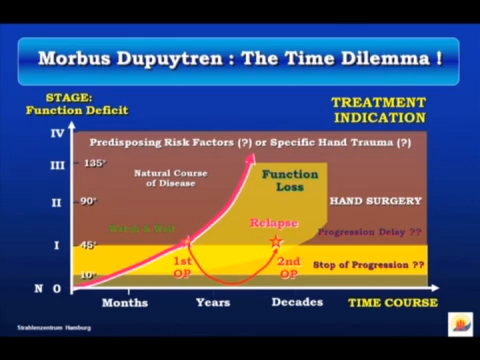 Morbus Dupuytren : The Time Dilemma !
STAGE:
Function Deficit
TREATMENT
INDICATION
IV
Predisposing Risk Factors (?) or Specific Hand Trauma (?)
III
135°
Natural Course
of Disease
Function
Loss
II
90°
HAND SURGERY
Relapse
Watch & Wait
Progression Delay ??
I
45°
1st
OP
2nd
OP
Stop of Progression ??
10°
N 0
Months
Years
Decades
TIME COURSE
Strahlenzentrum Hamburg